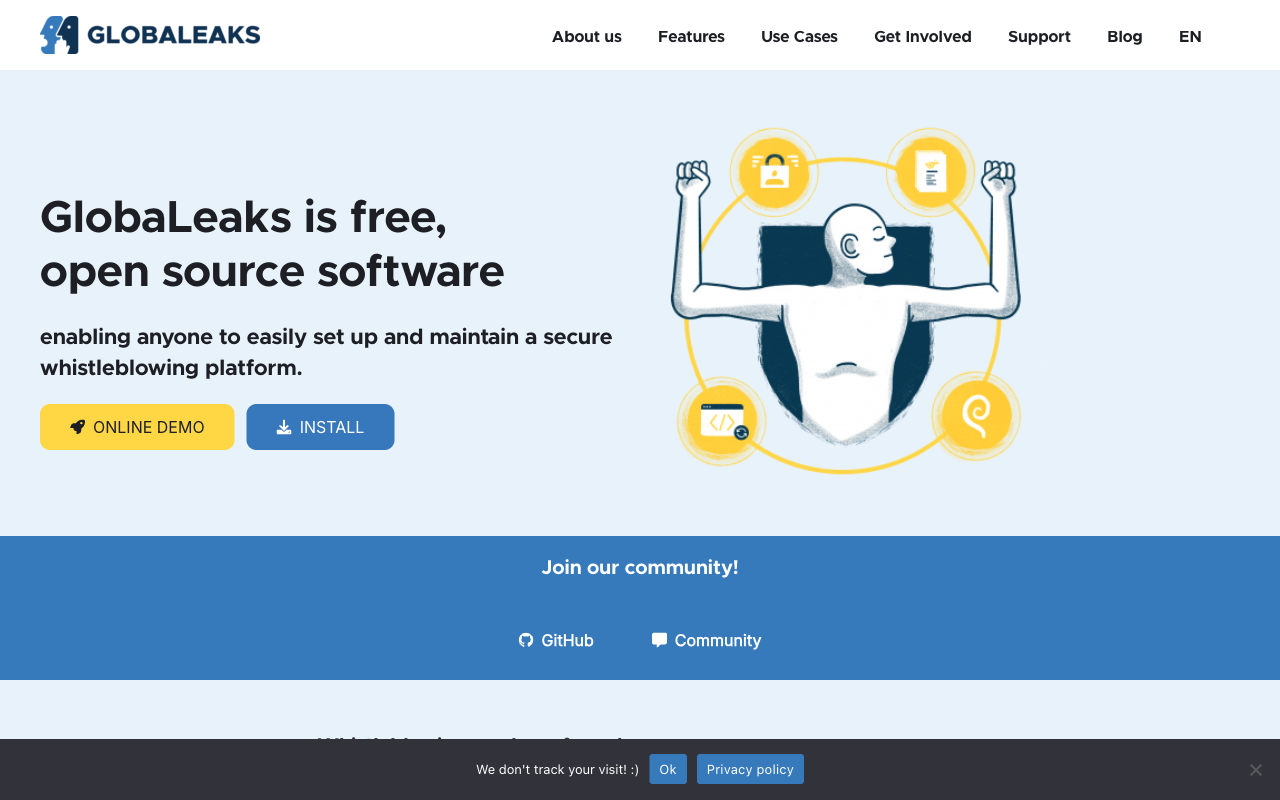 GLOBALEAKS
About us
Features
Use Cases
Get Involved
Support
Blog
EN
GlobaLeaks is free,
open source software
enabling anyone to easily set up and maintain a secure
whistleblowing platform.
ONLINE DEMO
INSTALL
Join our community!
GitHub
Community
We don't track your visit! :)
Ok
Privacy policy